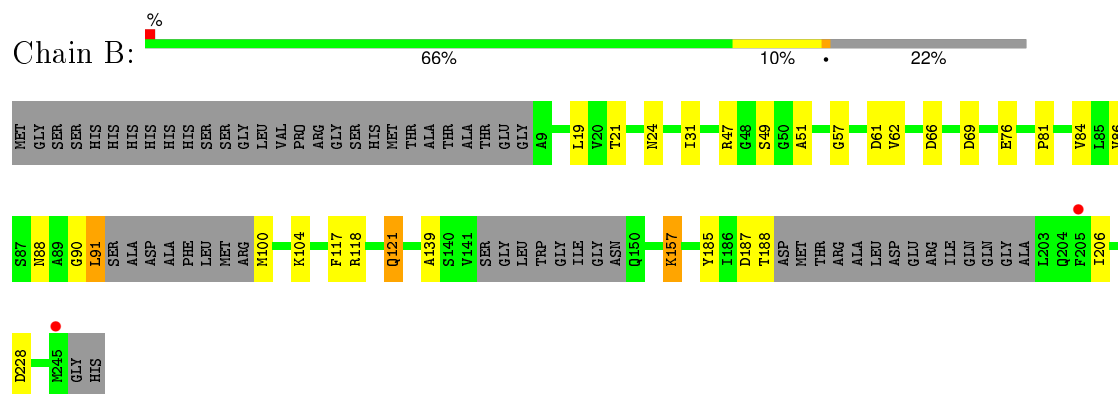 %
Chain B:
66% 10% • 22%
MET GLY SER SER HIS HIS HIS HIS HIS HIS SER SER GLY LEU VAL PRO ARG GLY SER HIS MET THR ALA THR ALA THR GLU GLY A9 L19 V20 T21 N24 I31 R47 G48 S49 G50 A51 G57 D61 V62 D66 D69 E76 P81 V84 L85 V86
S87 N88 A89 G90 L91 SER ALA ASP ALA PHE LEU MET ARG M100 K104 F117 R118 Q121 A139 S140 V141 SER GLY LEU TRP GLY ILE GLY ASN Q150 K157 Y185 I186 D187 T188 ASP MET THR ARG ALA LEU ASP GLU ARG ILE GLN GLN GLY ALA L203 Q204 F205 I206
D228 M245 GLY HIS